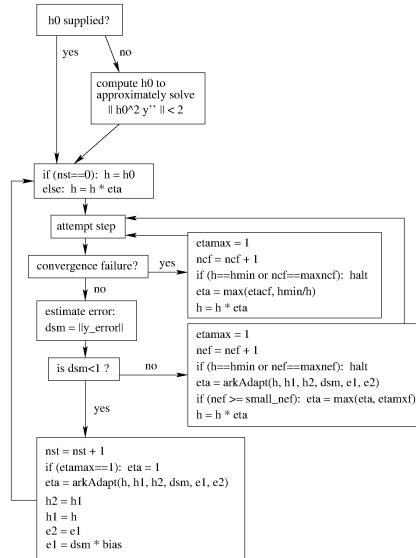 h0 supplied?
yes
no
compute h0 to
approximately solve
|| h0^2 y'' || < 2
if (nst==0): h = h0
else: h = h * eta
attempt step
convergence failure?
yes
etamax = 1
ncf = ncf + 1
if (h==hmin or ncf==maxncf): halt
eta = max(etacf, hmin/h)
h = h * eta
no
estimate error:
dsm = ||y_error||
is dsm<1 ?
no
etamax = 1
nef = nef + 1
if (h==hmin or nef==maxnef): halt
eta = arkAdapt(h, h1, h2, dsm, e1, e2)
if (nef >= small_nef): eta = max(eta, etamxf)
h = h * eta
yes
nst = nst + 1
if (etamax==1): eta = 1
eta = arkAdapt(h, h1, h2, dsm, e1, e2)
h2 = h1
h1 = h
e2 = e1
e1 = dsm * bias